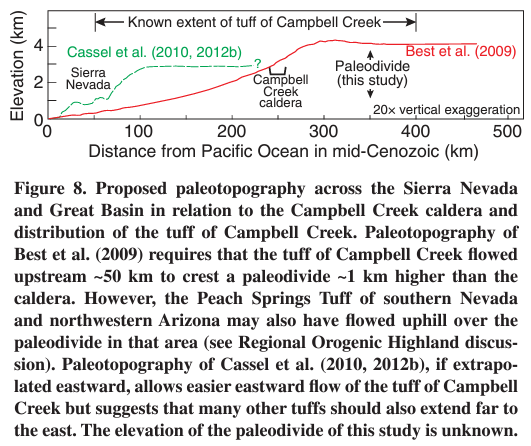 Known extent of tuff of Campbell Creek
Elevation (km)
4
2
0
Cassel et al. (2010, 2012b)
?
Best et al. (2009)
Sierra
Nevada
Campbell
Creek
caldera
Paleodivide
(this study)
20× vertical exaggeration
0
100
200
300
400
500
Distance from Pacific Ocean in mid-Cenozoic (km)
Figure 8. Proposed paleotopography across the Sierra Nevada
and Great Basin in relation to the Campbell Creek caldera and
distribution of the tuff of Campbell Creek. Paleotopography of
Best et al. (2009) requires that the tuff of Campbell Creek flowed
upstream ~50 km to crest a paleodivide ~1 km higher than the
caldera. However, the Peach Springs Tuff of southern Nevada
and northwestern Arizona may also have flowed uphill over the
paleodivide in that area (see Regional Orogenic Highland discus-
sion). Paleotopography of Cassel et al. (2010, 2012b), if extrapo-
lated eastward, allows easier eastward flow of the tuff of Campbell
Creek but suggests that many other tuffs should also extend far to
the east. The elevation of the paleodivide of this study is unknown.